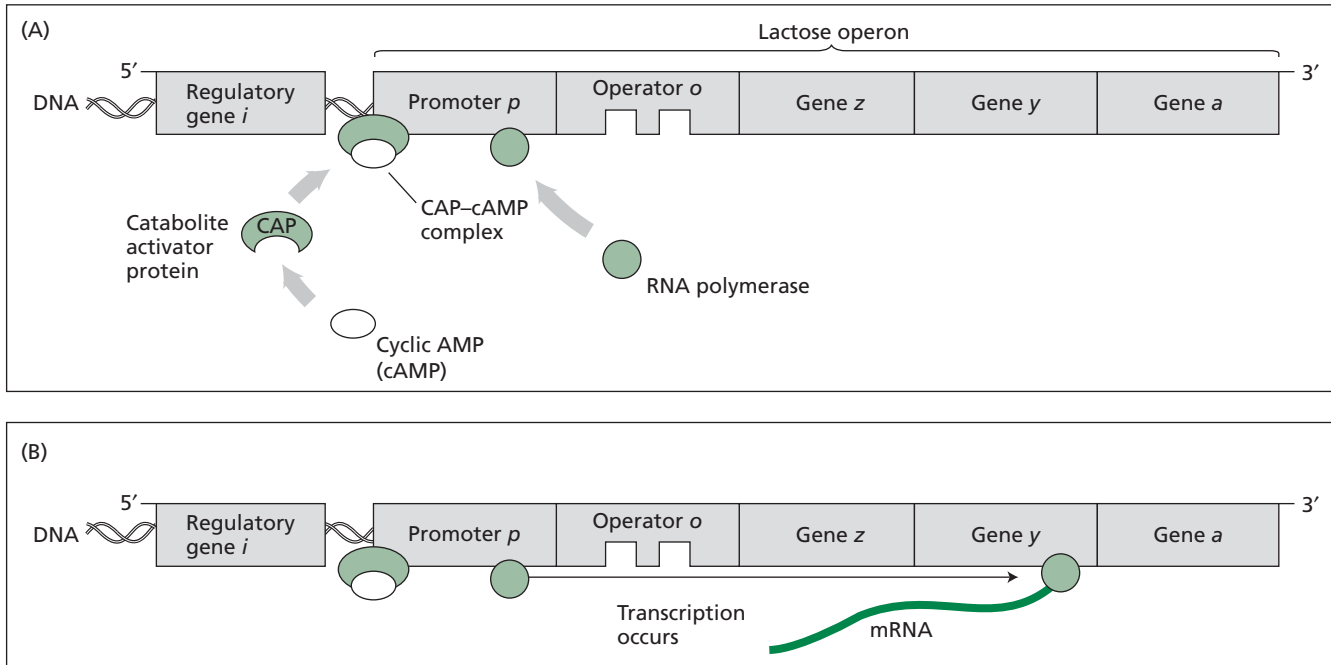 (A)
Lactose operon
5′
3′
DNA
Regulatory
gene i
Promoter p
Operator o
Gene z
Gene y
Gene a
CAP–cAMP
complex
Catabolite
activator
protein
CAP
RNA polymerase
Cyclic AMP
(cAMP)
(B)
5′
3′
DNA
Regulatory
gene i
Promoter p
Operator o
Gene z
Gene y
Gene a
Transcription
occurs
mRNA